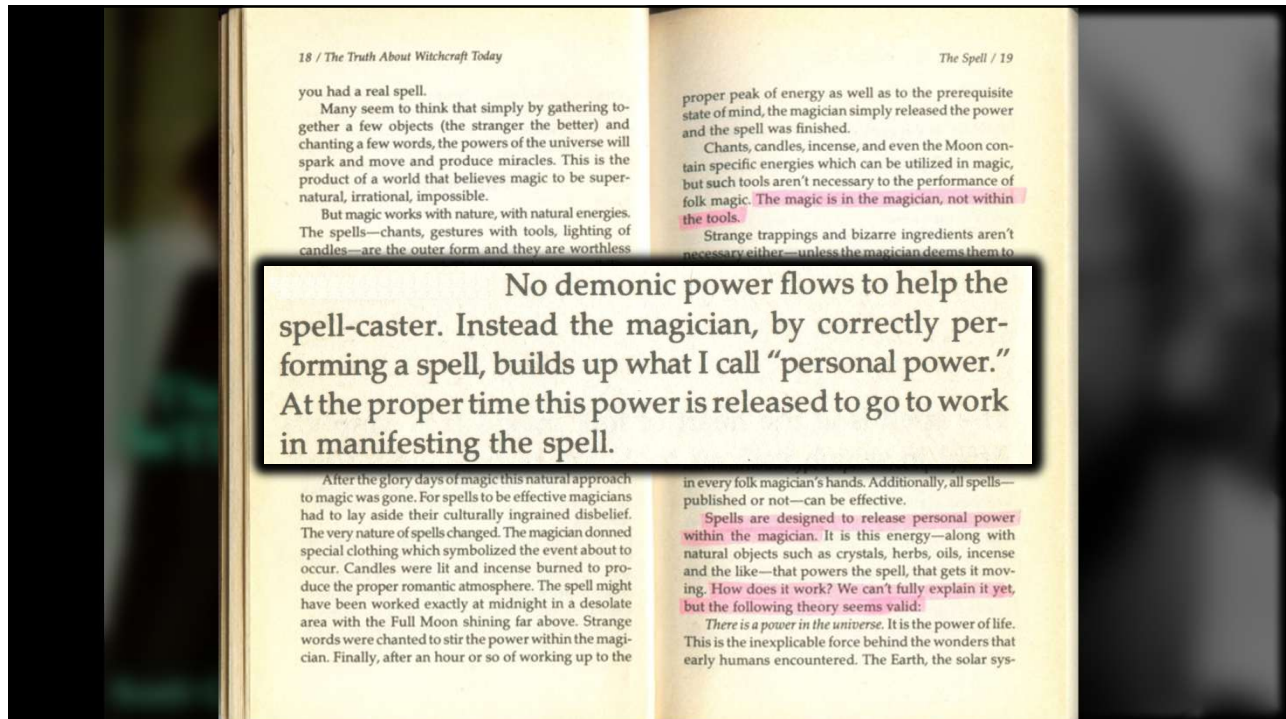 18 / The Truth About Witchcraft Today
you had a real spell.
Many seem to think that simply by gathering to-
gether a few objects (the stranger the better) and
chanting a few words, the powers of the universe will
spark and move and produce miracles. This is the
product of a world that believes magic to be super-
natural, irrational, impossible.
But magic works with nature, with natural energies.
The spells—chants, gestures with tools, lighting of
candles—are the outer form and they are worthless
The Spell / 19
proper peak of energy as well as to the prerequisite
state of mind, the magician simply released the power
and the spell was finished.
Chants, candles, incense, and even the Moon con-
tain specific energies which can be utilized in magic,
but such tools aren't necessary to the performance of
folk magic. The magic is in the magician, not within
the tools.
Strange trappings and bizarre ingredients aren't
necessary either—unless the magician deems them to
No demonic power flows to help the
spell-caster. Instead the magician, by correctly per-
forming a spell, builds up what I call “personal power.”
At the proper time this power is released to go to work
in manifesting the spell.
After the glory days of magic this natural approach
to magic was gone. For spells to be effective magicians
had to lay aside their culturally ingrained disbelief.
The very nature of spells changed. The magician donned
special clothing which symbolized the event about to
occur. Candles were lit and incense burned to pro-
duce the proper romantic atmosphere. The spell might
have been worked exactly at midnight in a desolate
area with the Full Moon shining far above. Strange
words were chanted to stir the power within the magi-
cian. Finally, after an hour or so of working up to the
in every folk magician's hands. Additionally, all spells—
published or not—can be effective.
Spells are designed to release personal power
within the magician. It is this energy—along with
natural objects such as crystals, herbs, oils, incense
and the like—that powers the spell, that gets it mov-
ing. How does it work? We can't fully explain it yet,
but the following theory seems valid:
There is a power in the universe. It is the power of life.
This is the inexplicable force behind the wonders that
early humans encountered. The Earth, the solar sys-